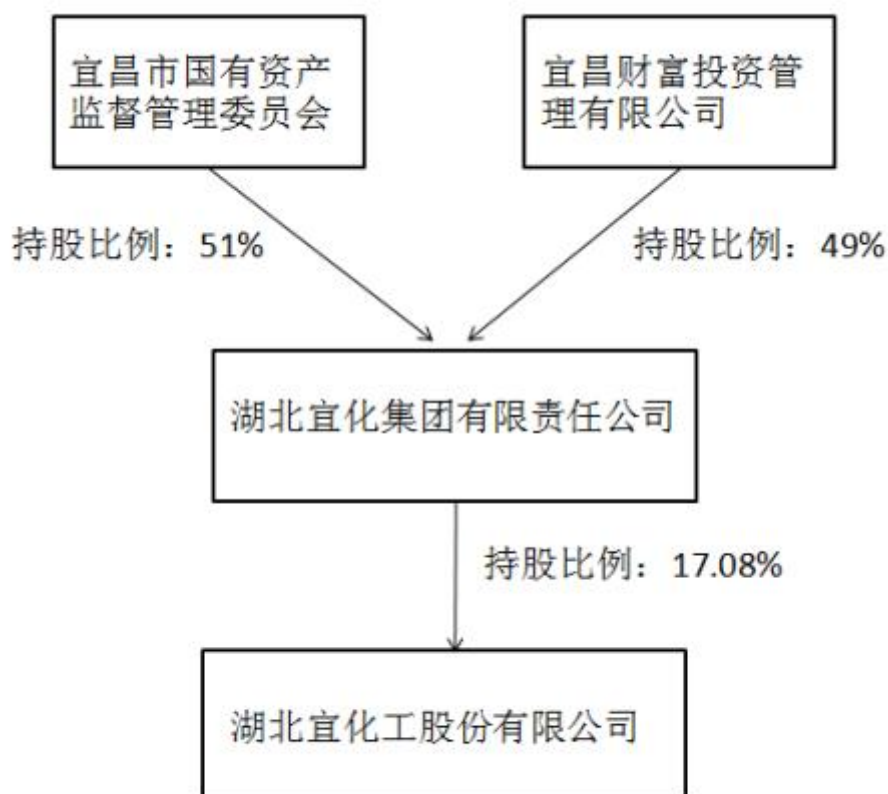 宜昌市国有资产
监督管理委员会
宜昌财富投资管
理有限公司
持股比例：51%
持股比例：49%
湖北宜化集团有限责任公司
持股比例：17.08%
湖北宜化工股份有限公司